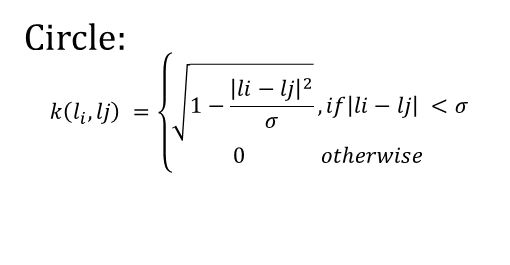 Circle:
k(lᵢ, lj) = { √(1 − |li − lj|² / σ) , if |li − lj| < σ
0 otherwise